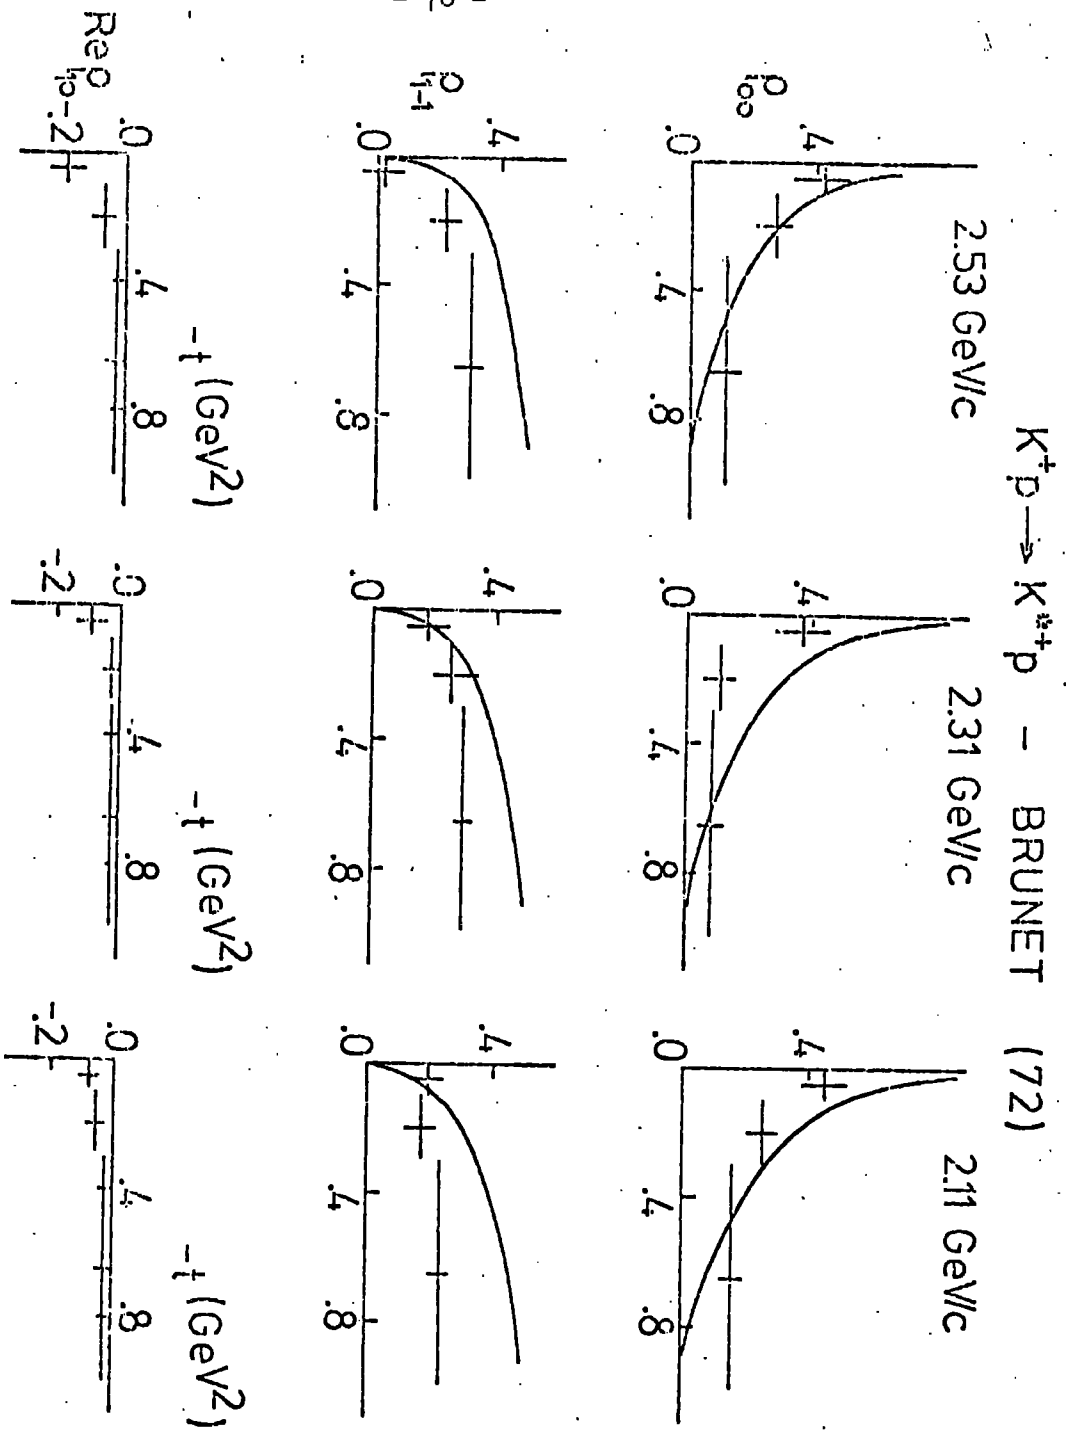 K⁺p → K*⁺p - BRUNET (72)
2.53 GeV/c 2.31 GeV/c 2.11 GeV/c
ρ₀₀
.4 .4 .4
.0 .0 .0
.4 .8 .4 .8 .4 .8
ρ₁₋₁
.4 .4 .4
.0 .0 .0
.4 .8 .4 .8 .4 .8
-t (GeV²) -t (GeV²) -t (GeV²)
.4 .8 .4 .8 .4 .8
.0 .0 .0
Reρ₁₀
-.2 -.2 -.2